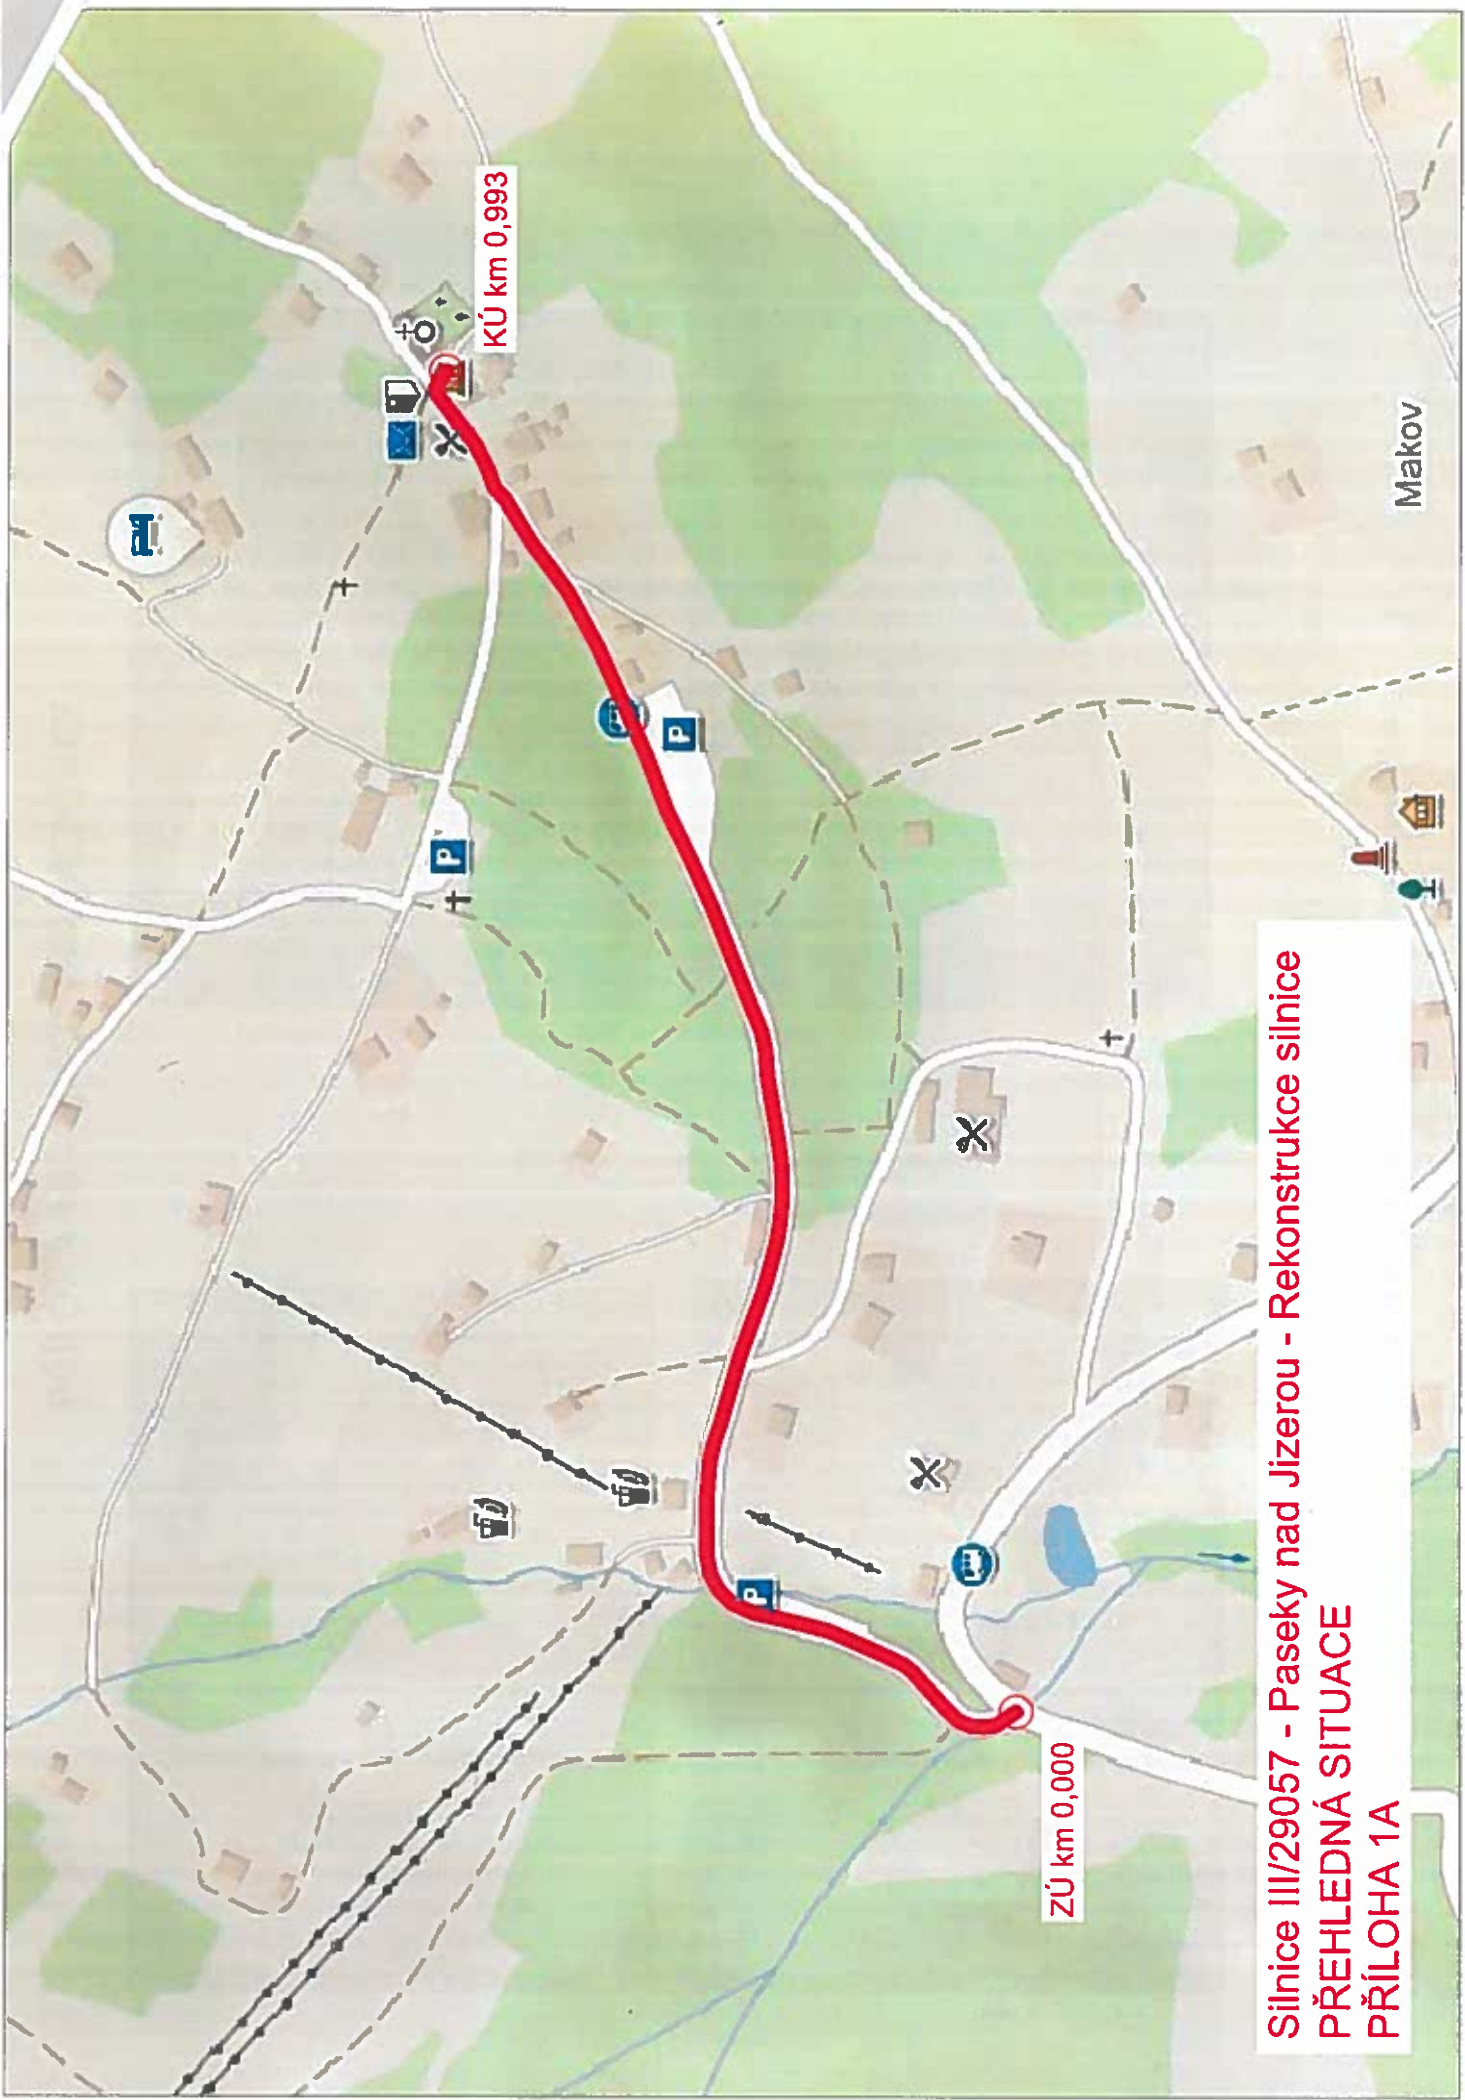 KÚ km 0,993
P
P
Makov
P
ZÚ km 0,000
Silnice III/29057 - Paseky nad Jizerou - Rekonstrukce silnice
PŘEHLEDNÁ SITUACE
PŘÍLOHA 1A